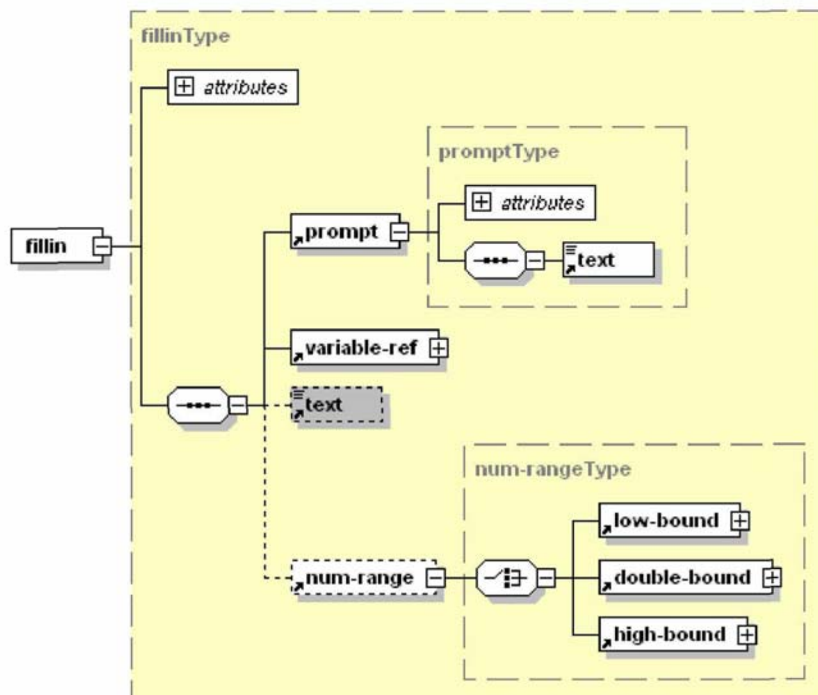 fillinType
attributes
promptType
attributes
prompt
fillin
text
variable-ref
text
num-rangeType
low-bound
num-range
double-bound
high-bound